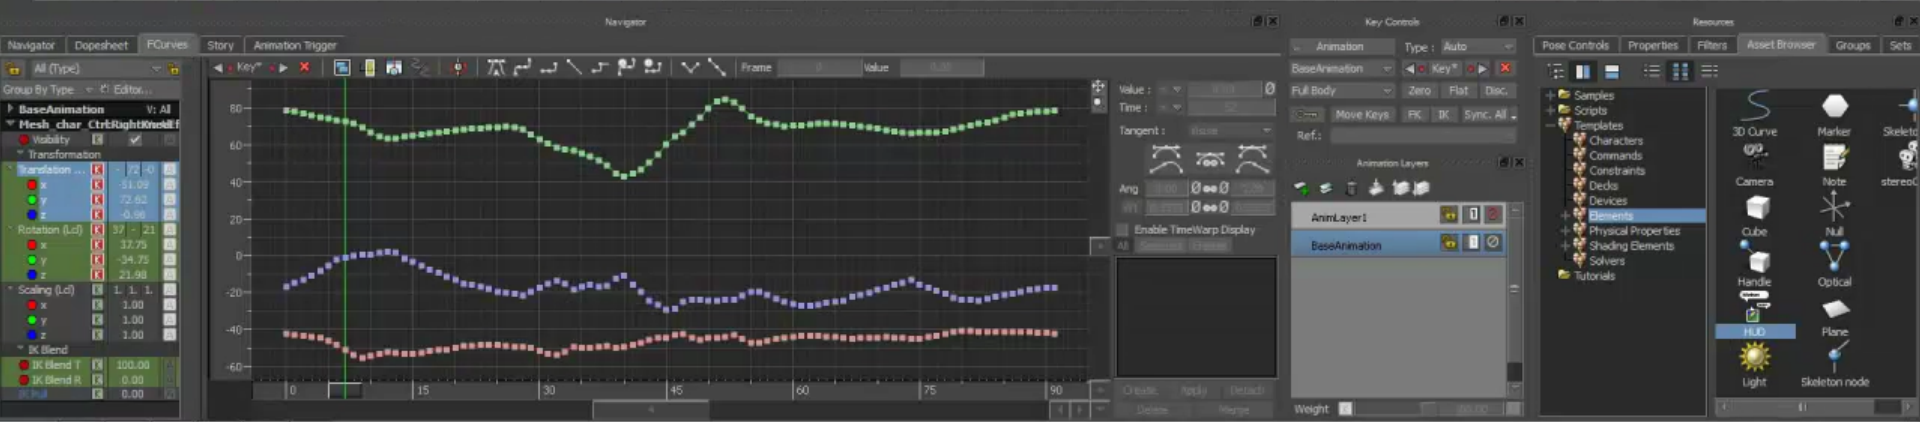 Navigator
Key Controls
Resources
Navigator Dopesheet FCurves Story Animation Trigger
Animation Type : Auto
Pose Controls Properties Filters Asset Browser Groups Sets
All (Type)
Key*
Frame
Value
BaseAnimation Key*
Group By Type Editor...
Full Body Zero Flat Disc.
BaseAnimation V: All
Mesh_char_Ctrl:
Visibility
Transformation
Translation ...
x -51.09
y 72.62
z -0.96
Rotation (Lcl) 37 - 21
x 37.75
y -34.75
z 21.98
Scaling (Lcl) 1. 1. 1.
x 1.00
y 1.00
z 1.00
IK Blend
IK Blend T 100.00
IK Blend R 0.00
0.00
80
60
40
20
0
-20
-40
-60
0 15 30 45 60 75 90
Value :
Time :
Tangent :
Ang
Enable TimeWarp Display
All
Create
Apply
Detach
Delete
Merge
Move Keys FK IK Sync. All
Ref.:
Animation Layers
AnimLayer1
BaseAnimation
Weight
Samples
Scripts
Templates
Characters
Commands
Constraints
Decks
Devices
Elements
Physical Properties
Shading Elements
Solvers
Tutorials
3D Curve Marker
Camera Note
Cube Null
Handle Optical
HUD Plane
Light Skeleton node